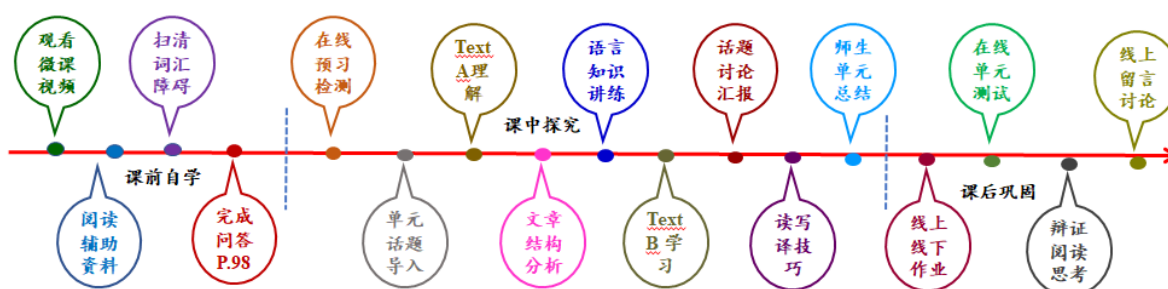 观看
微课
视频
扫清
词汇
障碍
在线
预习
检测
Text
A理
解
语言
知识
讲练
话题
讨论
汇报
师生
单元
总结
在线
单元
测试
线上
留言
讨论
课前自学
课中探究
课后巩固
阅读
辅助
资料
完成
问答
P.98
单元
话题
导入
文章
结构
分析
Text
B 学
习
读写
译技
巧
线上
线下
作业
辩证
阅读
思考